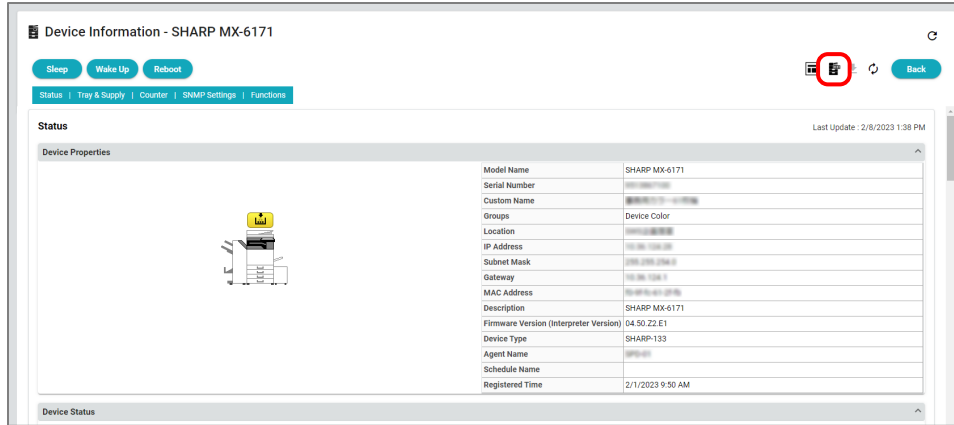 Device Information - SHARP MX-6171
Sleep Wake Up Reboot Back
Status | Tray & Supply | Counter | SNMP Settings | Functions
Status Last Update : 2/8/2023 1:38 PM
Device Properties
Model Name SHARP MX-6171
Serial Number
Custom Name
Groups Device Color
Location
IP Address
Subnet Mask
Gateway
MAC Address
Description SHARP MX-6171
Firmware Version (Interpreter Version) 04.50.Z2.E1
Device Type SHARP-133
Agent Name
Schedule Name
Registered Time 2/1/2023 9:50 AM
Device Status